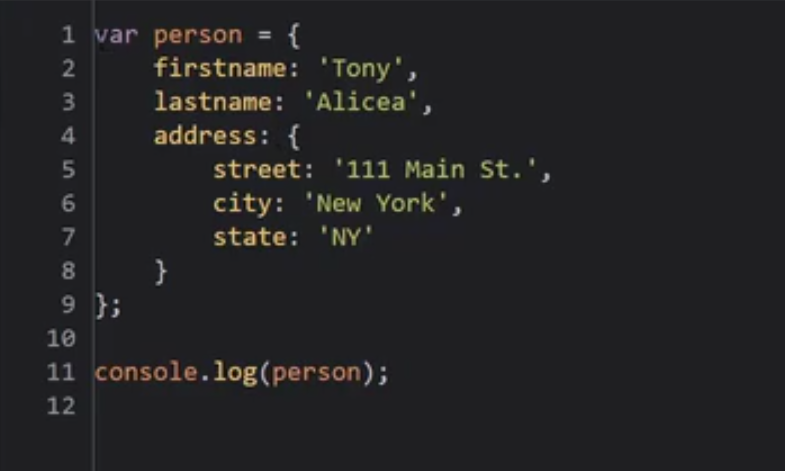 1 var person = {
2     firstname: 'Tony',
3     lastname: 'Alicea',
4     address: {
5         street: '111 Main St.',
6         city: 'New York',
7         state: 'NY'
8     }
9 };
10
11 console.log(person);
12